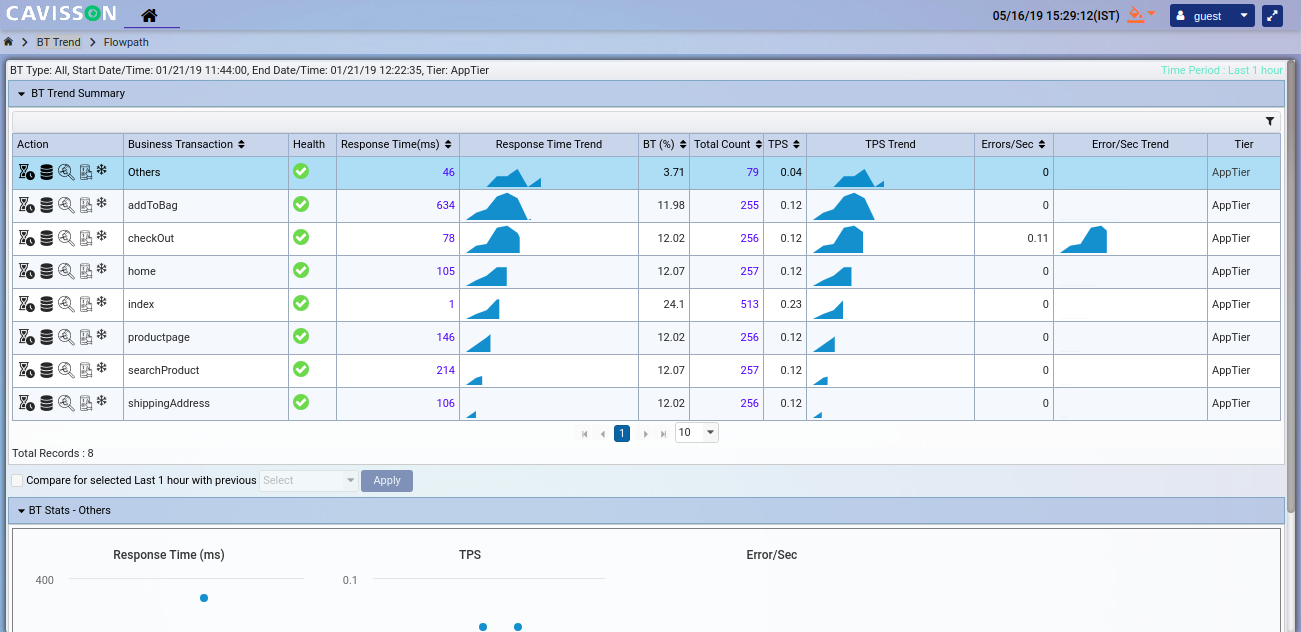 CAVISSON
05/16/19 15:29:12(IST)
guest
BT Trend
Flowpath
BT Type: All, Start Date/Time: 01/21/19 11:44:00, End Date/Time: 01/21/19 12:22:35, Tier: AppTier
Time Period : Last 1 hour
BT Trend Summary
Action Business Transaction Health Response Time(ms) Response Time Trend BT (%) Total Count TPS TPS Trend Errors/Sec Error/Sec Trend Tier
Others 46 3.71 79 0.04 0 AppTier
addToBag 634 11.98 255 0.12 0 AppTier
checkOut 78 12.02 256 0.12 0.11 AppTier
home 105 12.07 257 0.12 0 AppTier
index 1 24.1 513 0.23 0 AppTier
productpage 146 12.02 256 0.12 0 AppTier
searchProduct 214 12.07 257 0.12 0 AppTier
shippingAddress 106 12.02 256 0.12 0 AppTier
1 10
Total Records : 8
Compare for selected Last 1 hour with previous Select Apply
BT Stats - Others
Response Time (ms) TPS Error/Sec
400 0.1